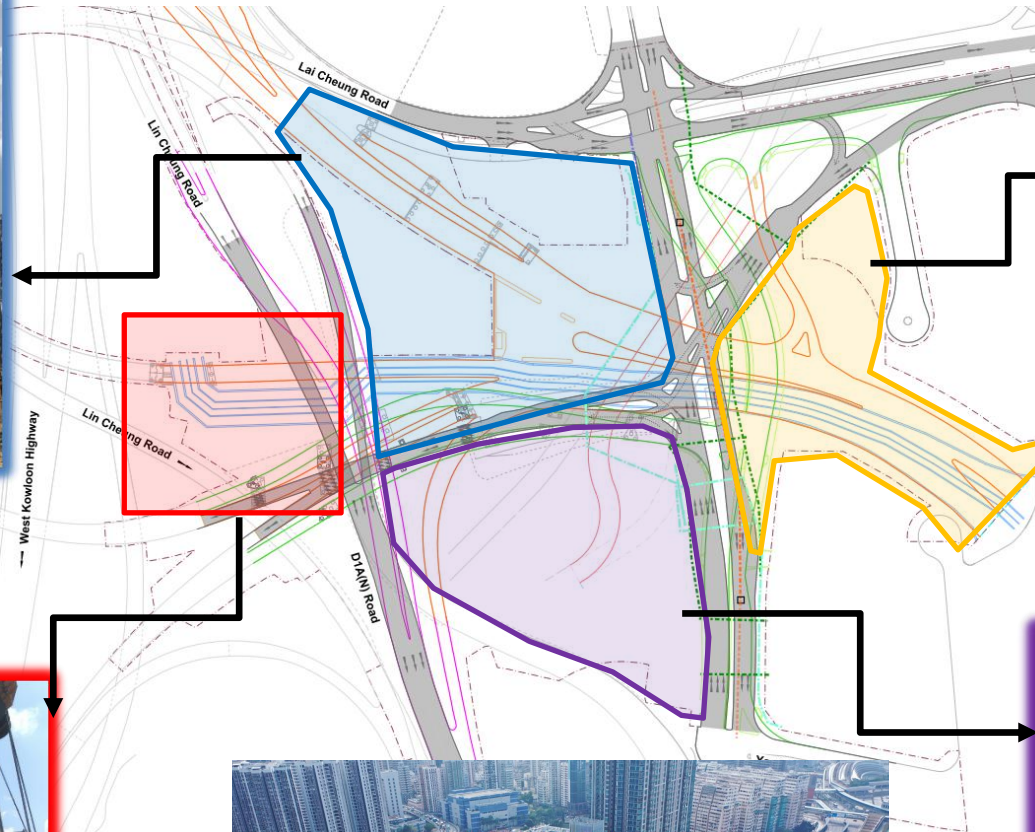 Lai Cheung Road
Lin Cheung Road
Lin Cheung Road
West Kowloon Highway
D1A(N) Road